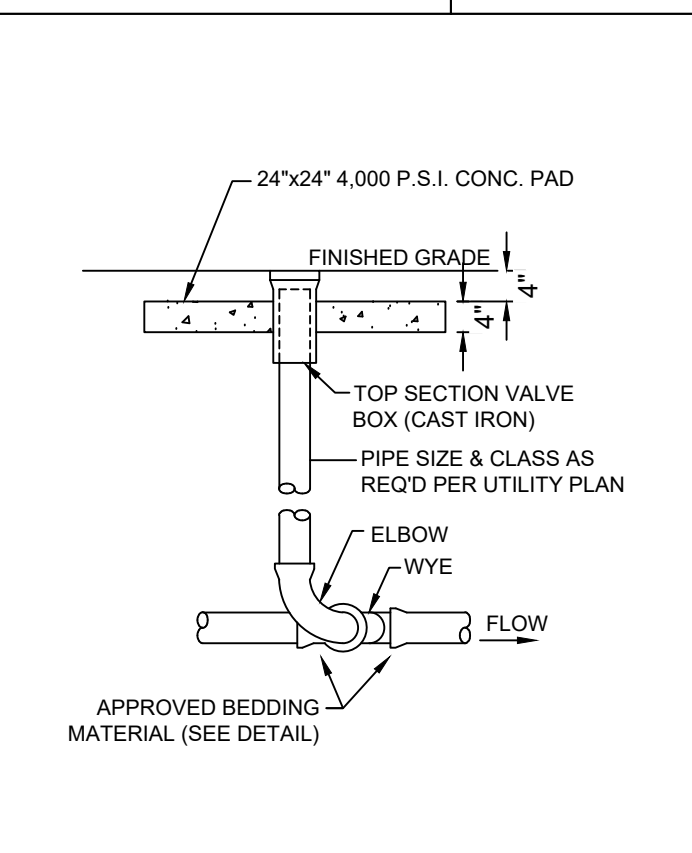 24"x24" 4,000 P.S.I. CONC. PAD
FINISHED GRADE
4"
4"
TOP SECTION VALVE
BOX (CAST IRON)
PIPE SIZE & CLASS AS
REQ'D PER UTILITY PLAN
ELBOW
WYE
FLOW
APPROVED BEDDING
MATERIAL (SEE DETAIL)